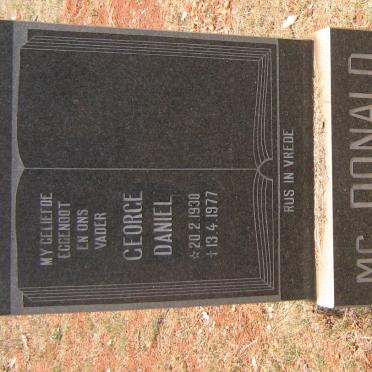 MY GELIEFDE
EGGENOOT
EN ONS
VADER
GEORGE
DANIEL
☆20.2.1930
♱13.4.1977
RUS IN VREDE
MC DONALD